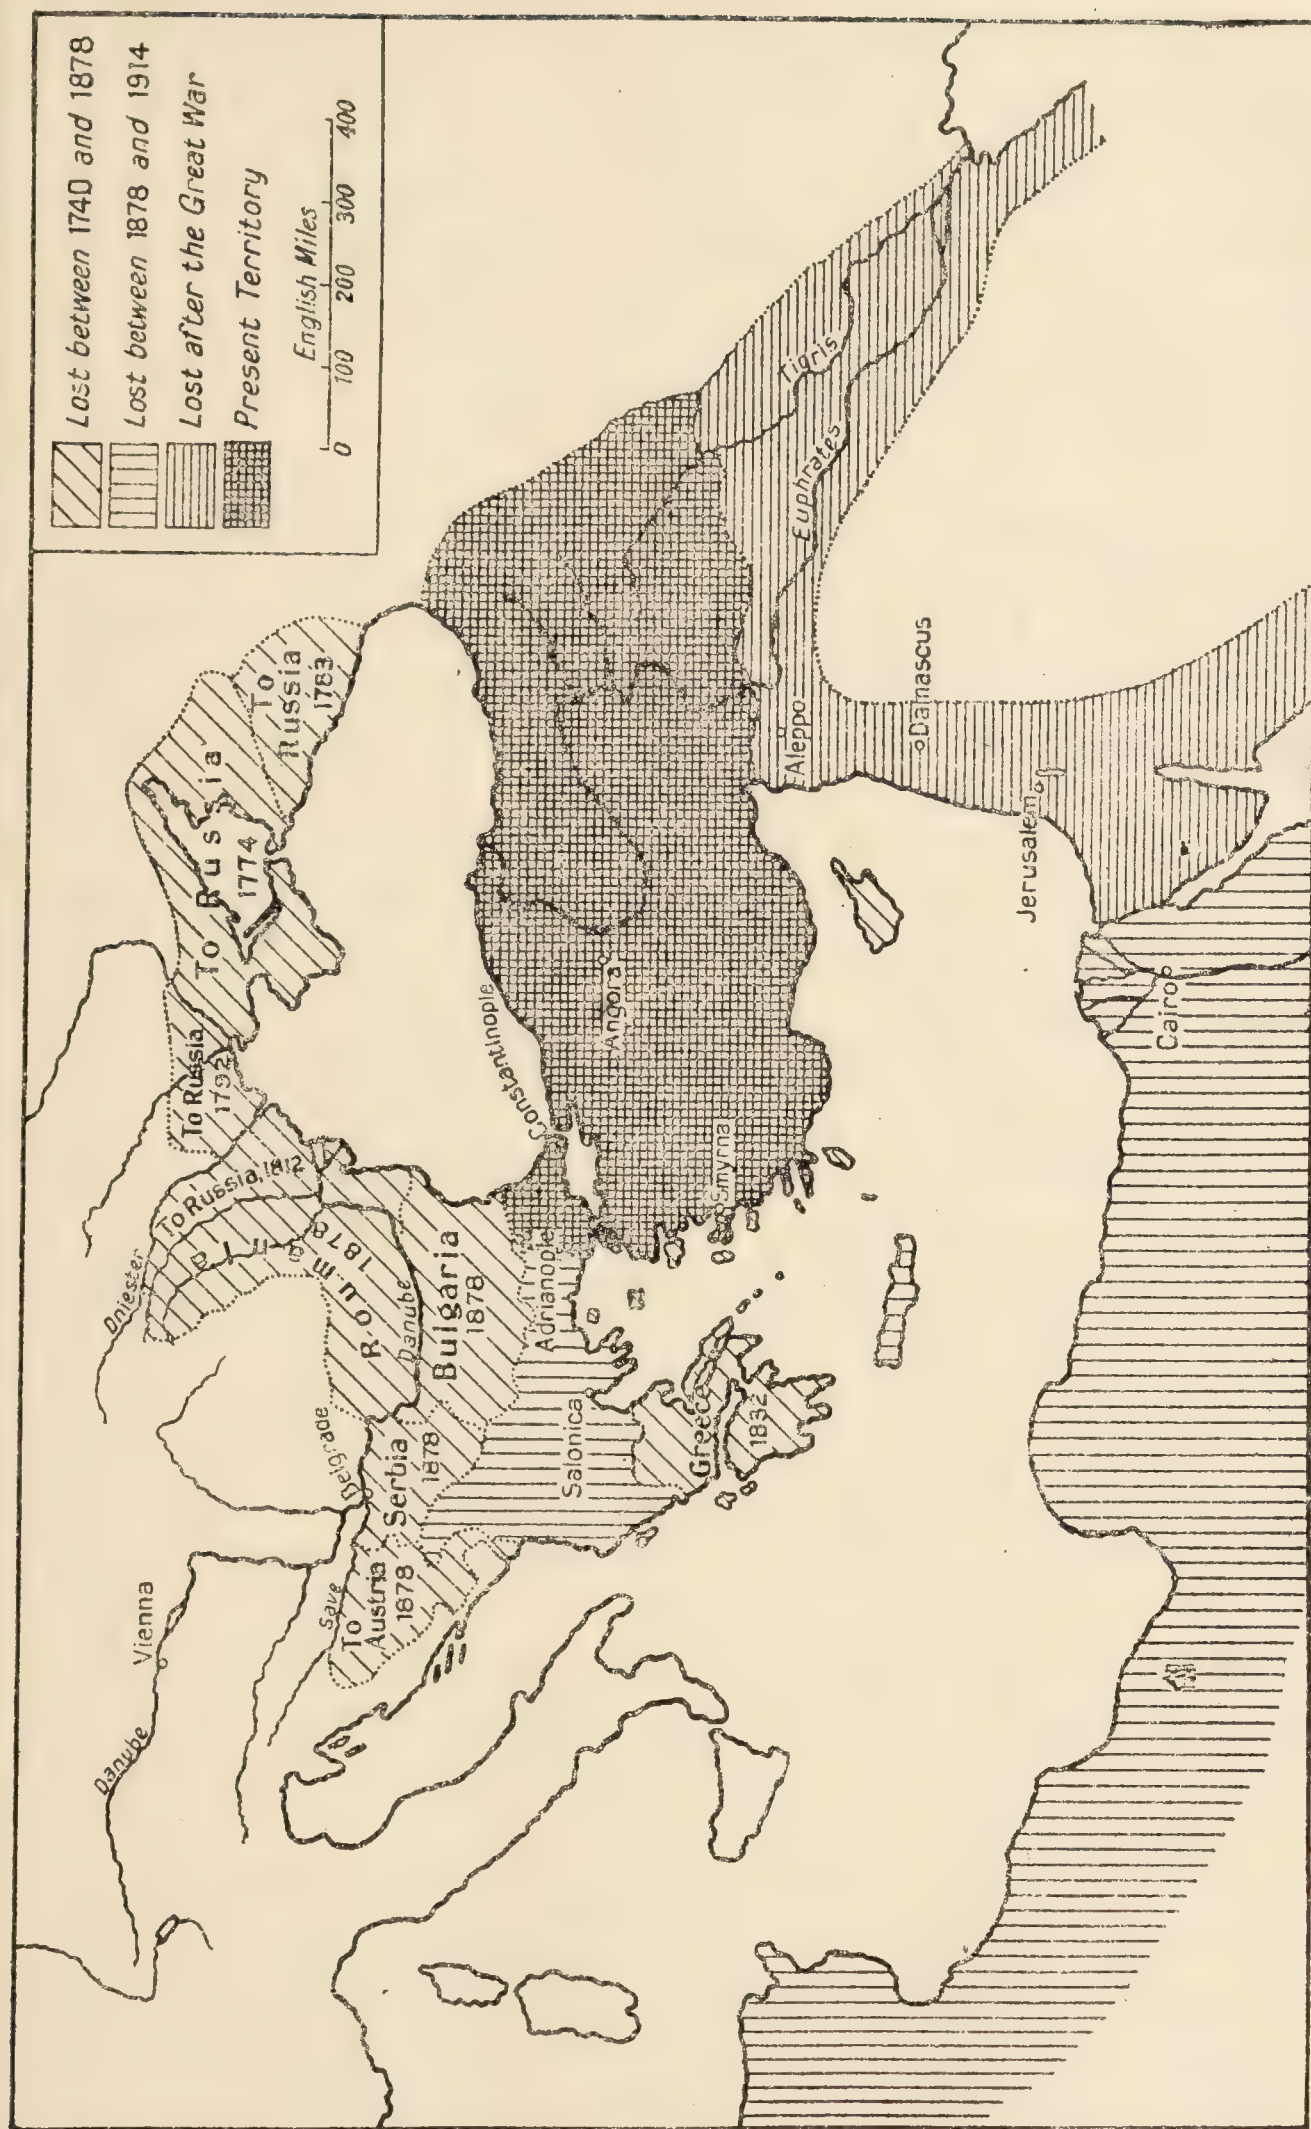 Lost between 1740 and 1878
Lost between 1878 and 1914
Lost after the Great War
Present Territory
English Miles
0 100 200 300 400
Danube
Vienna
Save
To
Austria
1878
Belgrade
Serbia
1878
Dniester
Roumania
1878
Danube
Bulgaria
1878
To Russia, 1812
To Russia
1792
To Russia
1774
To
Russia
1783
Adrianople
Salonica
Greece
1832
Constantinople
Angora
Smyrna
Tigris
Euphrates
Aleppo
Damascus
Jerusalem
Cairo